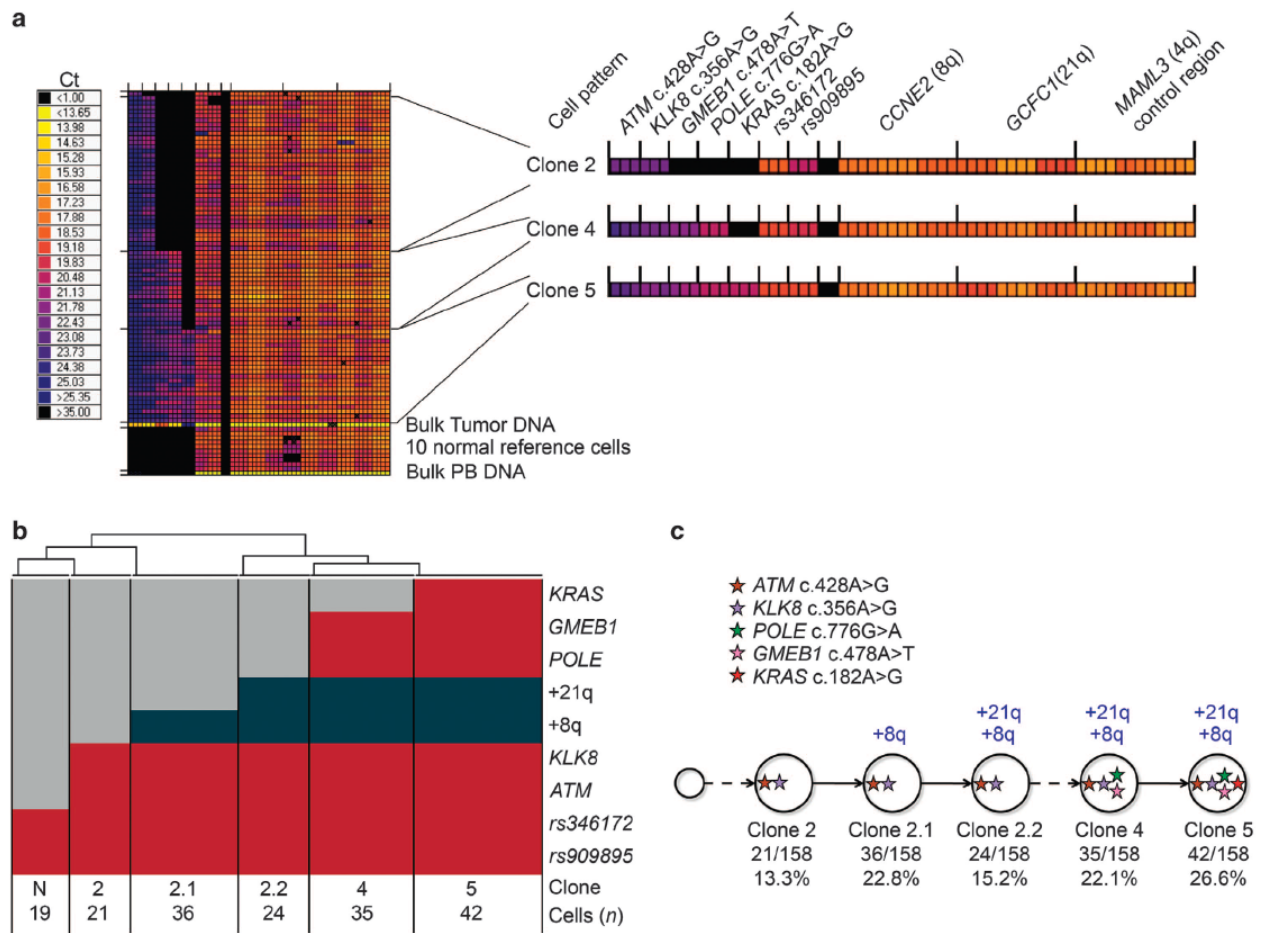 a
Ct
<1.00
<13.65
13.98
14.63
15.28
15.93
16.58
17.23
17.88
18.53
19.18
19.83
20.48
21.13
21.78
22.43
23.08
23.73
24.38
25.03
>25.35
>35.00
Bulk Tumor DNA
10 normal reference cells
Bulk PB DNA
Cell pattern
ATM c.428A>G
KLK8 c.356A>G
GMEB1 c.478A>T
POLE c.776G>A
KRAS c.182A>G
rs346172
rs909895
CCNE2 (8q)
GCFC1(21q)
MAML3 (4q)
control region
Clone 2
Clone 4
Clone 5
b
KRAS
GMEB1
POLE
+21q
+8q
KLK8
ATM
rs346172
rs909895
N 2 2.1 2.2 4 5 Clone
19 21 36 24 35 42 Cells (n)
c
ATM c.428A>G
KLK8 c.356A>G
POLE c.776G>A
GMEB1 c.478A>T
KRAS c.182A>G
+21q +21q +21q
+8q +8q +8q +8q
Clone 2 Clone 2.1 Clone 2.2 Clone 4 Clone 5
21/158 36/158 24/158 35/158 42/158
13.3% 22.8% 15.2% 22.1% 26.6%